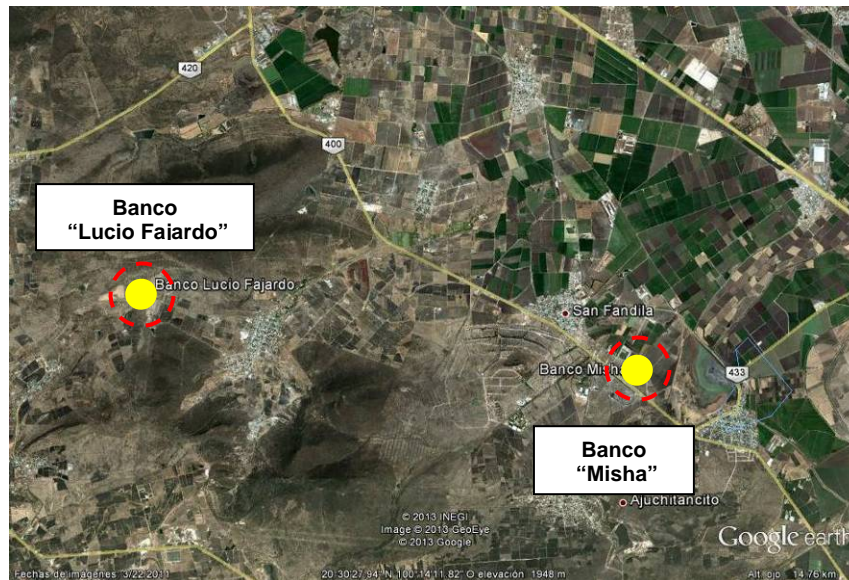 420
400
Banco
“Lucio Fajardo”
Banco Lucio Fajardo
San Fandila
Banco Misha
433
Banco
“Misha”
Ajuchitancito
© 2013 INEGI
Image © 2013 GeoEye
© 2013 Google
Google earth
Fechas de imágenes: 3/22/2011
20°30'27.94" N 100°14'11.82" O elevación 1948 m
Alt. ojo 14.76 km